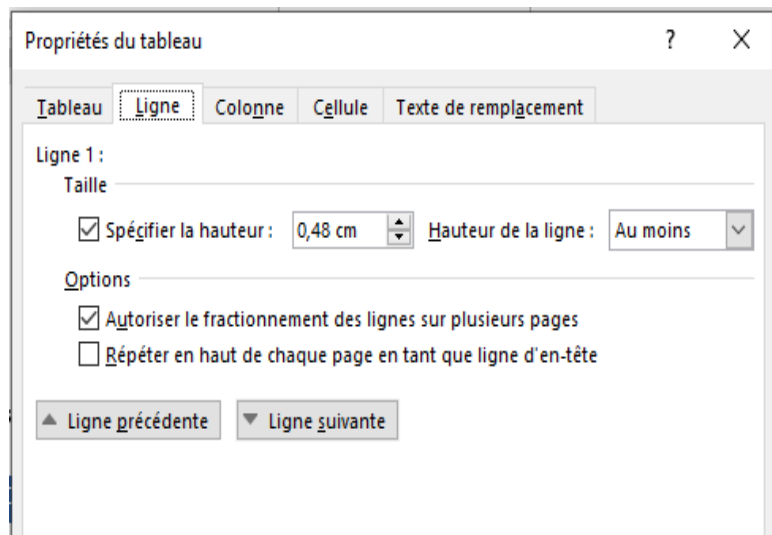 Propriétés du tableau ?
Tableau Ligne Colonne Cellule Texte de remplacement
Ligne 1 :
Taille
Spécifier la hauteur : 0,48 cm Hauteur de la ligne : Au moins
Options
Autoriser le fractionnement des lignes sur plusieurs pages
Répéter en haut de chaque page en tant que ligne d'en-tête
Ligne précédente Ligne suivante